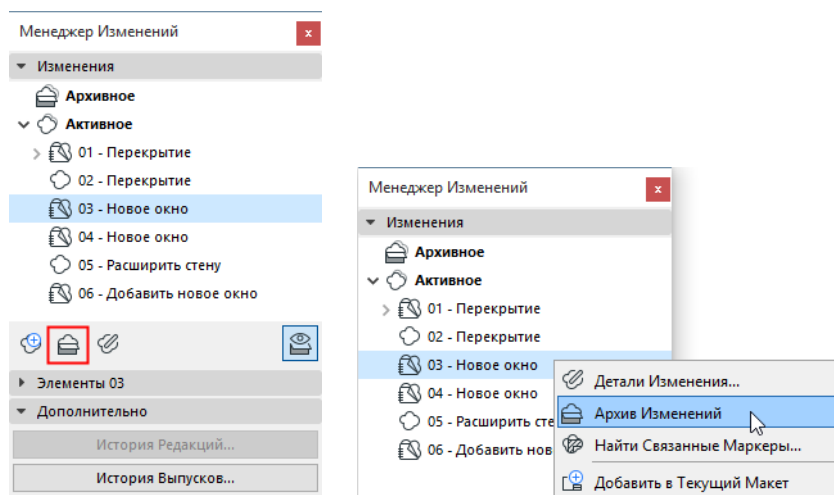 Менеджер Изменений
x
Изменения
Архивное
Активное
01 - Перекрытие
02 - Перекрытие
03 - Новое окно
04 - Новое окно
05 - Расширить стену
06 - Добавить новое окно
Элементы 03
Дополнительно
История Редакций...
История Выпусков...
Менеджер Изменений
x
Изменения
Архивное
Активное
01 - Перекрытие
02 - Перекрытие
03 - Новое окно
04 - Новое окно
05 - Расширить сте
06 - Добавить нов
Детали Изменения...
Архив Изменений
Найти Связанные Маркеры...
Добавить в Текущий Макет